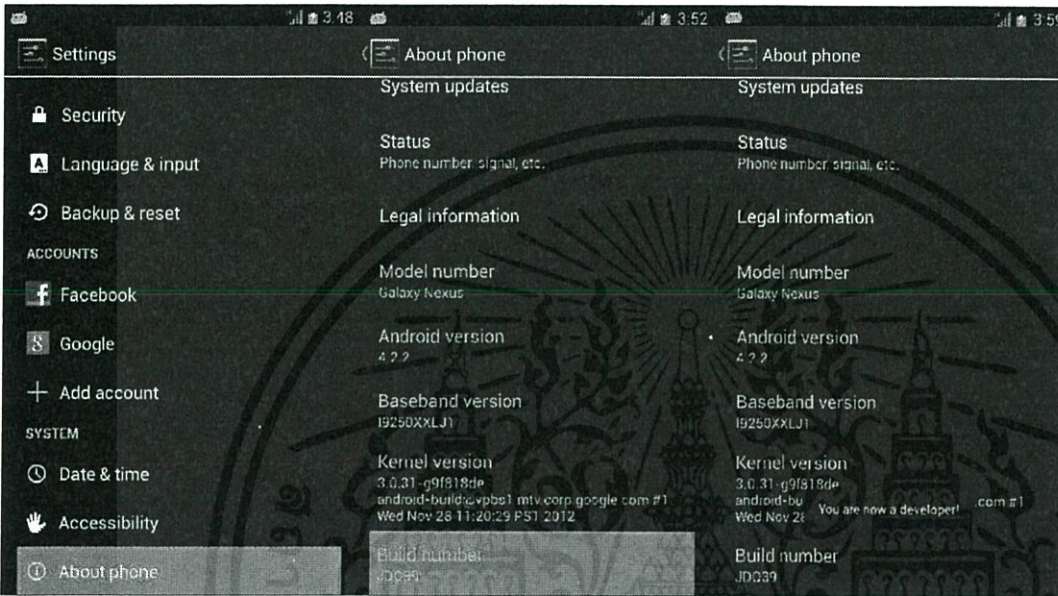 3:48
Settings
Security
Language & input
Backup & reset
ACCOUNTS
Facebook
Google
Add account
SYSTEM
Date & time
Accessibility
About phone
3:52
About phone
System updates
Status
Phone number, signal, etc.
Legal information
Model number
Galaxy Nexus
Android version
4.2.2
Baseband version
I9250XXLJ1
Kernel version
3.0.31-g9f818de
android-build@vpbs1.mtv.corp.google.com #1
Wed Nov 28 11:20:29 PST 2012
Build number
3:59
About phone
System updates
Status
Phone number, signal, etc.
Legal information
Model number
Galaxy Nexus
Android version
4.2.2
Baseband version
I9250XXLJ1
Kernel version
3.0.31-g9f818de
android-bu .com #1
Wed Nov 28
You are now a developer!
Build number
JDQ39